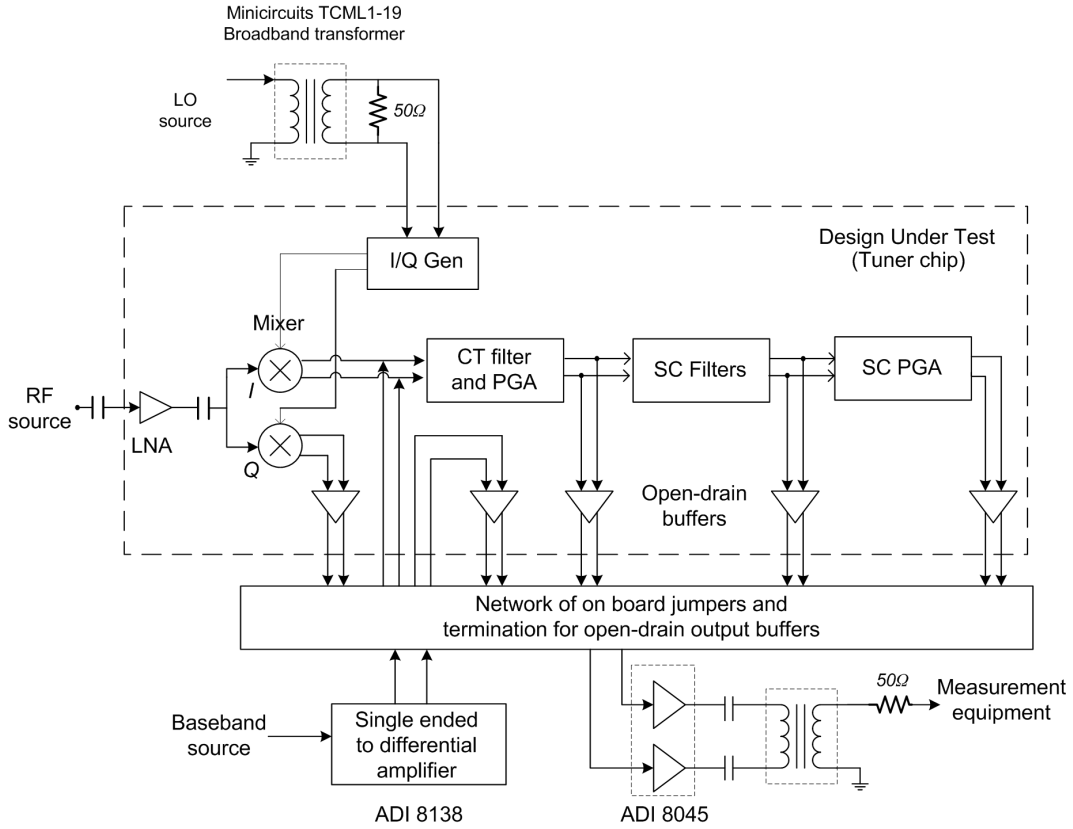 Minicircuits TCML1-19
Broadband transformer
LO
source
50Ω
Design Under Test
(Tuner chip)
I/Q Gen
Mixer
I
CT filter
and PGA
SC Filters
SC PGA
RF
source
LNA
Q
Open-drain
buffers
Network of on board jumpers and
termination for open-drain output buffers
50Ω
Measurement
equipment
Baseband
source
Single ended
to differential
amplifier
ADI 8138
ADI 8045